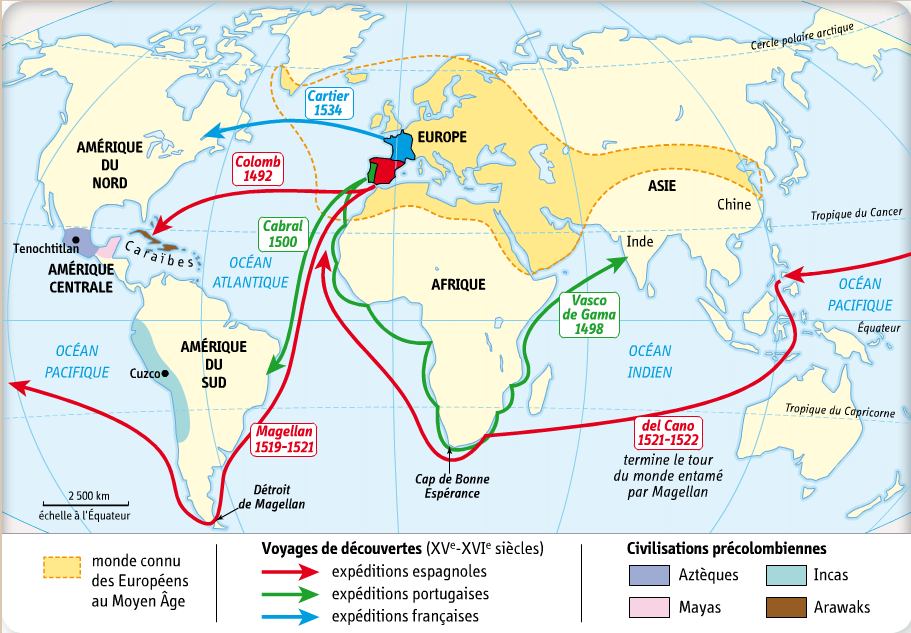 Cercle polaire arctique
Cartier
1534
EUROPE
AMÉRIQUE
DU
NORD
Colomb
1492
ASIE
Chine
Tropique du Cancer
Cabral
1500
Tenochtitlan
Caraïbes
Inde
AMÉRIQUE
CENTRALE
OCÉAN
ATLANTIQUE
AFRIQUE
OCÉAN
PACIFIQUE
Vasco
de Gama
1498
Équateur
OCÉAN
PACIFIQUE
AMÉRIQUE
DU
SUD
Cuzco
OCÉAN
INDIEN
Tropique du Capricorne
Magellan
1519-1521
del Cano
1521-1522
termine le tour
du monde entamé
par Magellan
Cap de Bonne
Espérance
Détroit
de Magellan
2 500 km
échelle à l'Équateur
monde connu
des Européens
au Moyen Âge
Voyages de découvertes (XVe-XVIe siècles)
expéditions espagnoles
expéditions portugaises
expéditions françaises
Civilisations précolombiennes
Aztèques
Incas
Mayas
Arawaks